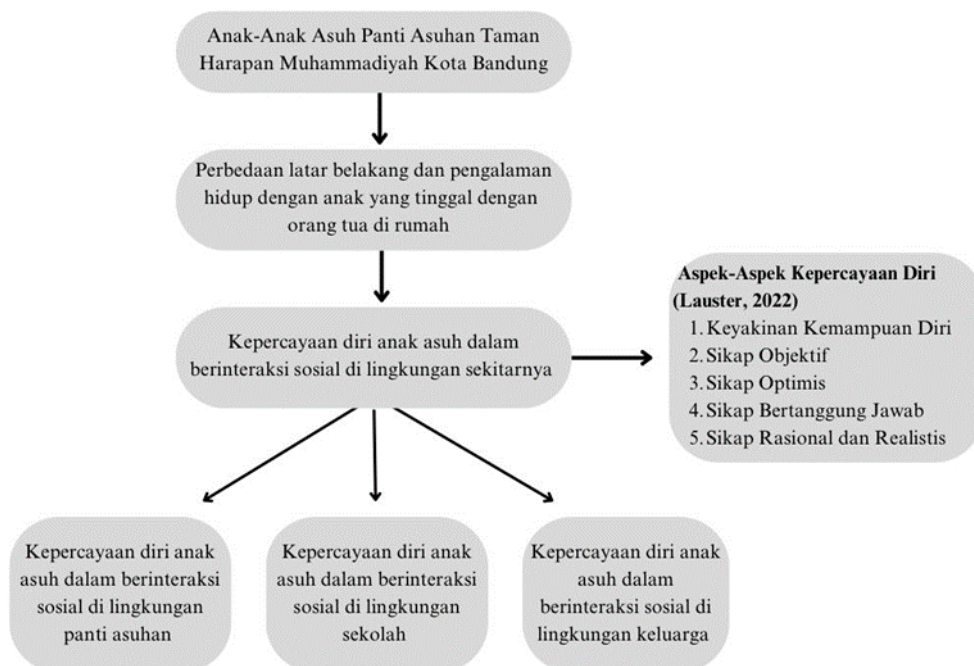 Anak-Anak Asuh Panti Asuhan Taman
Harapan Muhammadiyah Kota Bandung
Perbedaan latar belakang dan pengalaman
hidup dengan anak yang tinggal dengan
orang tua di rumah
Kepercayaan diri anak asuh dalam
berinteraksi sosial di lingkungan sekitarnya
Aspek-Aspek Kepercayaan Diri
(Lauster, 2022)
1. Keyakinan Kemampuan Diri
2. Sikap Objektif
3. Sikap Optimis
4. Sikap Bertanggung Jawab
5. Sikap Rasional dan Realistis
Kepercayaan diri anak
asuh dalam berinteraksi
sosial di lingkungan
panti asuhan
Kepercayaan diri anak
asuh dalam berinteraksi
sosial di lingkungan
sekolah
Kepercayaan diri anak
asuh dalam
berinteraksi sosial di
lingkungan keluarga